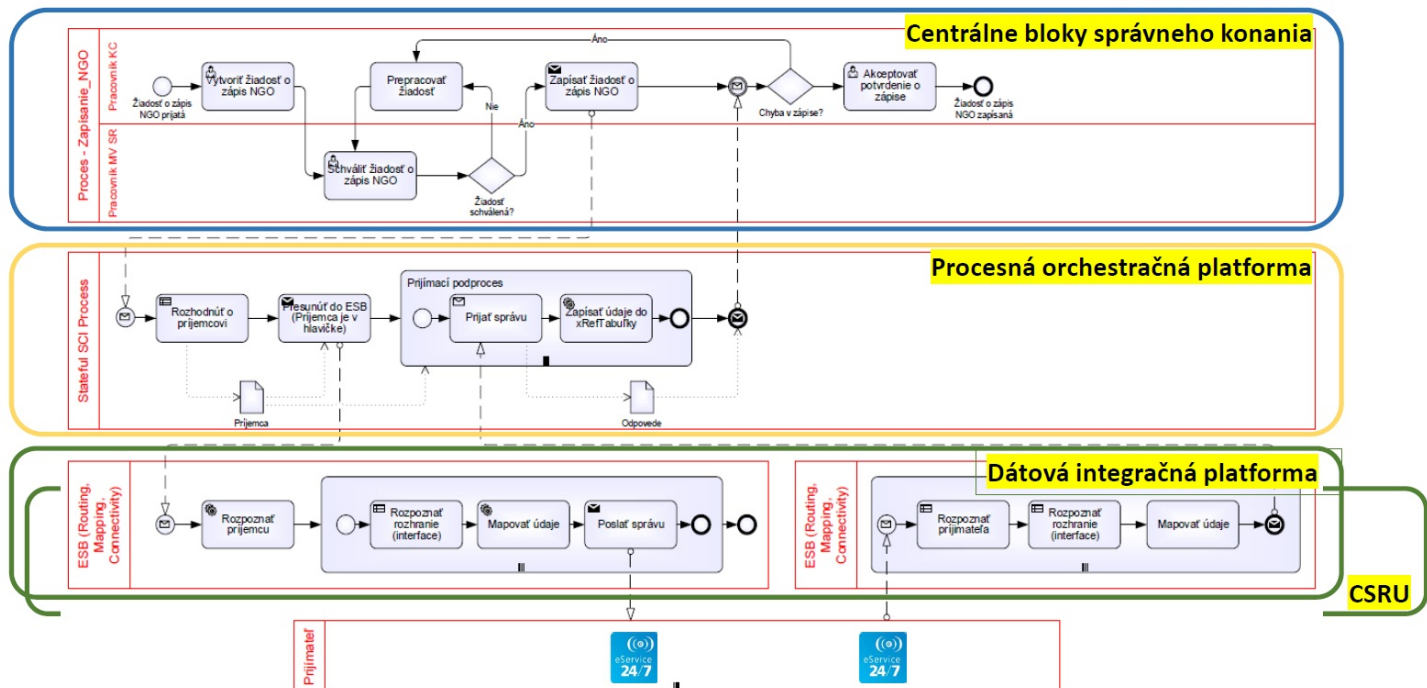 Centrálne bloky správneho konania
Proces - Zapisanie_NGO
Pracovník KC
Pracovník MV SR
Žiadosť o zápis
NGO prijatá
Vytvoriť žiadosť o
zápis NGO
Prepracovať
žiadosť
Áno
Nie
Áno
Zapísať žiadosť o
zápis NGO
Chyba v zápise?
Akceptovať
potvrdenie o
zápise
Žiadosť o zápis
NGO zapísaná
Schváliť žiadosť o
zápis NGO
Žiadosť
schválená?
Procesná orchestračná platforma
Stateful SCI Process
Rozhodnúť o
príjemcovi
Presunúť do ESB
(Príjemca je v
hlavičke)
Prijímací podproces
Prijať správu
Zapísať údaje do
xRefTabuľky
Príjemca
Odpovede
Dátová integračná platforma
ESB (Routing,
Mapping,
Connectivity)
Rozpoznať
príjemcu
Rozpoznať
rozhranie
(interface)
Mapovať údaje
Poslať správu
ESB (Routing,
Mapping,
Connectivity)
Rozpoznať
prijímateľa
Rozpoznať
rozhranie
(interface)
Mapovať údaje
CSRU
Prijímateľ
eService
24/7
eService
24/7